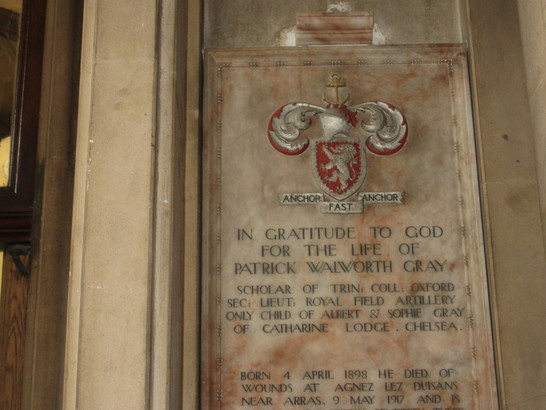 ANCHOR FAST ANCHOR
IN GRATITUDE TO GOD
FOR THE LIFE OF
PATRICK WALWORTH GRAY
SCHOLAR OF TRIN: COLL: OXFORD
SEC: LIEUT: ROYAL FIELD ARTILLERY
ONLY CHILD OF ALBERT & SOPHIE GRAY
OF CATHARINE LODGE . CHELSEA.
BORN 4 APRIL 1898 HE DIED OF
WOUNDS AT AGNEZ LEZ DUISANS
NEAR ARRAS. 9 MAY 1917 AND IS